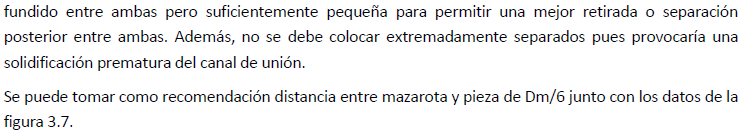 fundido entre ambas pero suficientemente pequeña para permitir una mejor retirada o separación
posterior entre ambas. Además, no se debe colocar extremadamente separados pues provocaría una
solidificación prematura del canal de unión.
Se puede tomar como recomendación distancia entre mazarota y pieza de Dm/6 junto con los datos de la
figura 3.7.